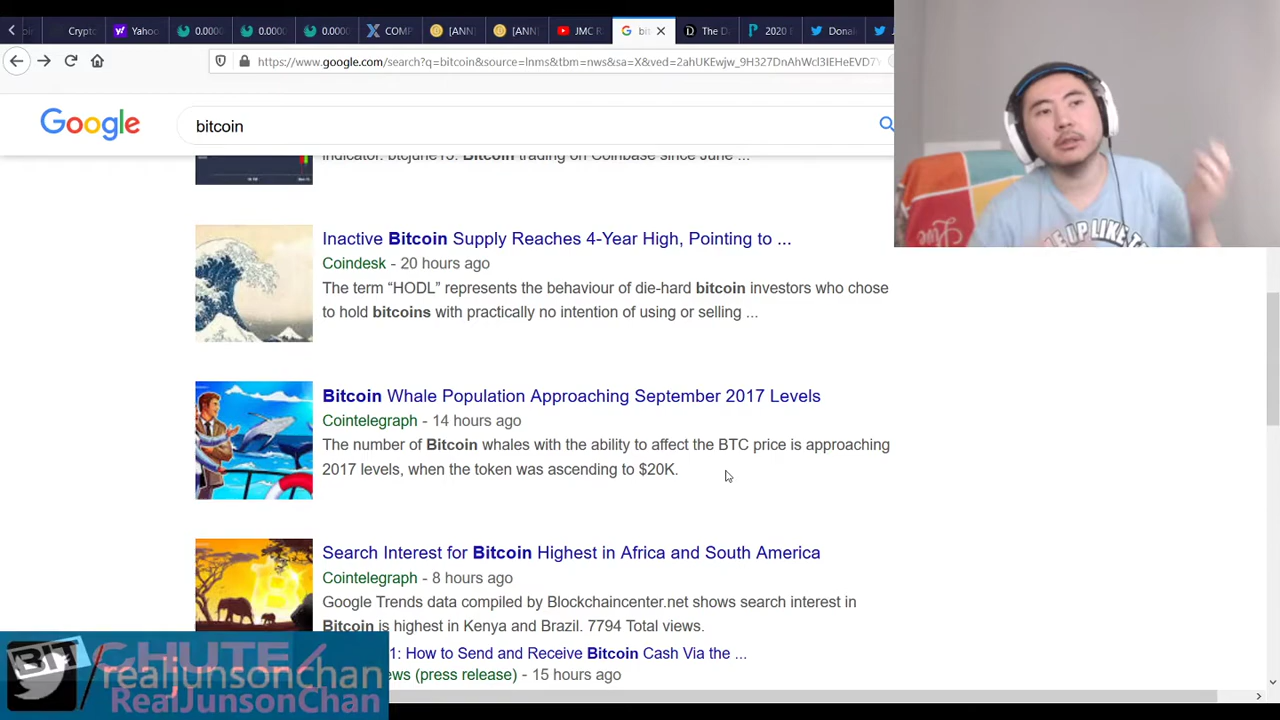 Crypto
Yahoo
0.0000
0.0000
0.0000
COMP
[ANN]
[ANN]
JMC R
The D
2020
Donal
https://www.google.com/search?q=bitcoin&source=lnms&tbm=nws&sa=X&ved=2ahUKEwjw_9H327DnAhWcl3IEHeEVD7Y
Google
bitcoin
indicator. btcjune13. Bitcoin trading on Coinbase since June ...
Inactive Bitcoin Supply Reaches 4-Year High, Pointing to ...
Coindesk - 20 hours ago
The term “HODL” represents the behaviour of die-hard bitcoin investors who chose
to hold bitcoins with practically no intention of using or selling ...
Bitcoin Whale Population Approaching September 2017 Levels
Cointelegraph - 14 hours ago
The number of Bitcoin whales with the ability to affect the BTC price is approaching
2017 levels, when the token was ascending to $20K.
Search Interest for Bitcoin Highest in Africa and South America
Cointelegraph - 8 hours ago
Google Trends data compiled by Blockchaincenter.net shows search interest in
Bitcoin is highest in Kenya and Brazil. 7794 Total views.
1: How to Send and Receive Bitcoin Cash Via the ...
ews (press release) - 15 hours ago
BIT CHUTE/
realjunsonchan
RealJunsonChan